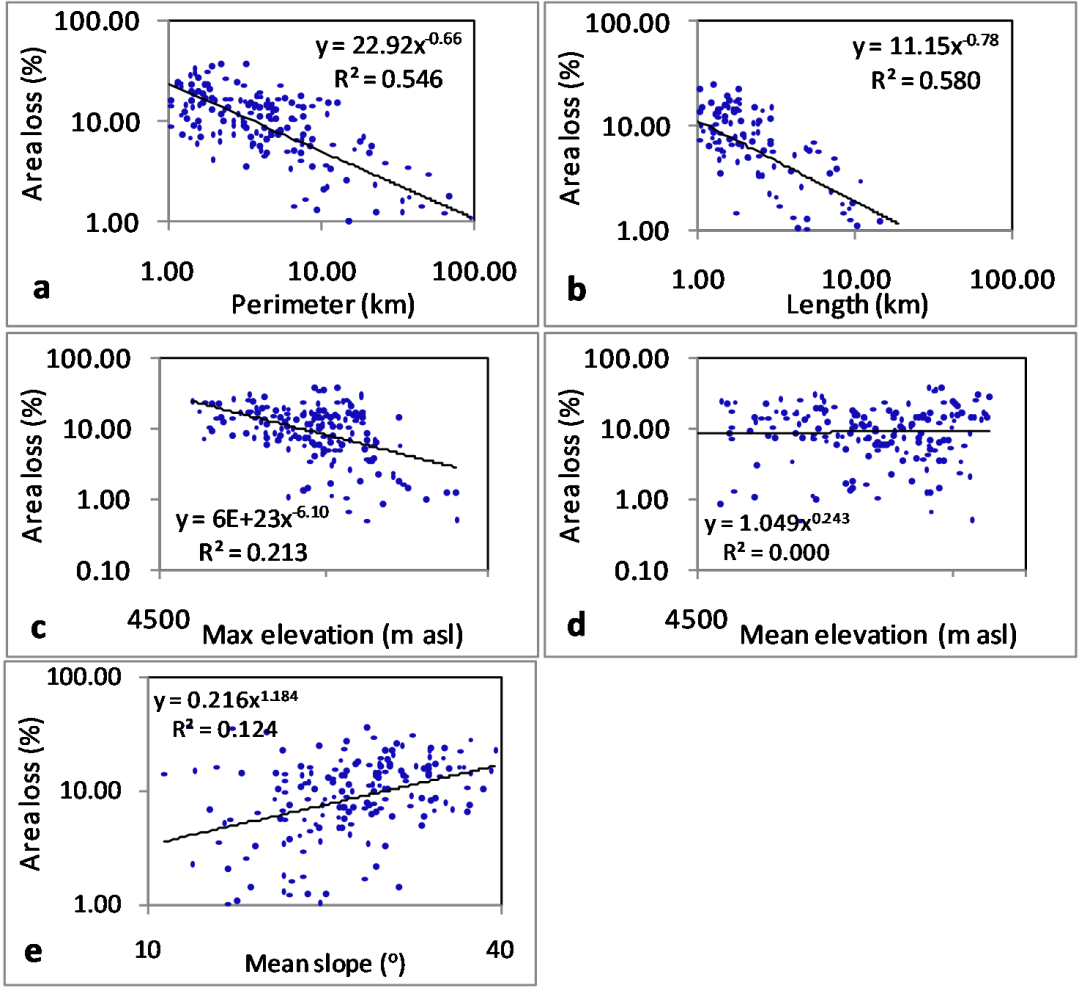 100.00
y = 22.92x-0.66
R² = 0.546
Area loss (%)
10.00
1.00
1.00 10.00 100.00
a
Perimeter (km)
100.00
y = 11.15x-0.78
R² = 0.580
Area loss (%)
10.00
1.00
1.00 10.00 100.00
b
Length (km)
100.00
Area loss (%)
10.00
1.00
y = 6E+23x-6.10
R² = 0.213
0.10
4500
c
Max elevation (m asl)
100.00
Area loss (%)
10.00
1.00
y = 1.049x0.243
R² = 0.000
0.10
4500
d
Mean elevation (m asl)
100.00
y = 0.216x1.184
R² = 0.124
Area loss (%)
10.00
1.00
10 40
e
Mean slope (º)